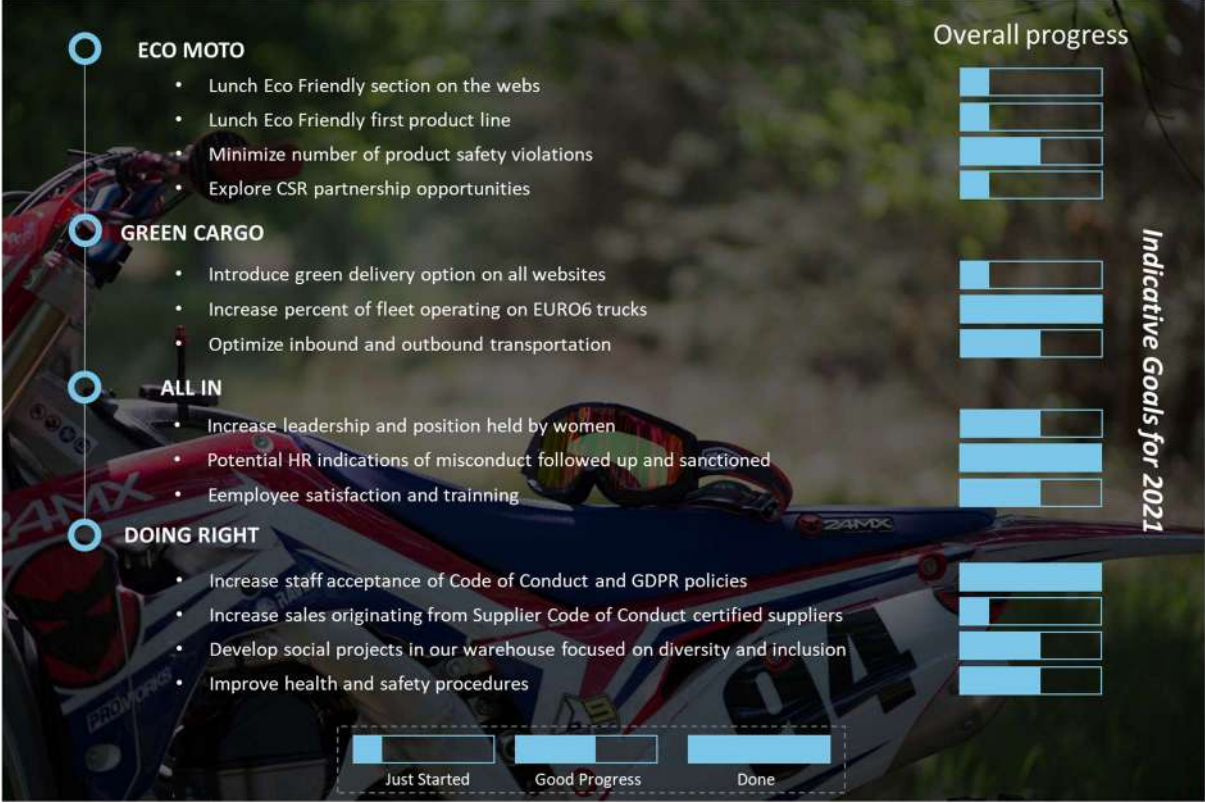 Overall progress
ECO MOTO
• Lunch Eco Friendly section on the webs
• Lunch Eco Friendly first product line
• Minimize number of product safety violations
• Explore CSR partnership opportunities
GREEN CARGO
• Introduce green delivery option on all websites
• Increase percent of fleet operating on EURO6 trucks
• Optimize inbound and outbound transportation
ALL IN
• Increase leadership and position held by women
• Potential HR indications of misconduct followed up and sanctioned
• Eemployee satisfaction and trainning
DOING RIGHT
• Increase staff acceptance of Code of Conduct and GDPR policies
• Increase sales originating from Supplier Code of Conduct certified suppliers
• Develop social projects in our warehouse focused on diversity and inclusion
• Improve health and safety procedures
Indicative Goals for 2021
Just Started
Good Progress
Done
24MX
24MX
94
PRO WORKS